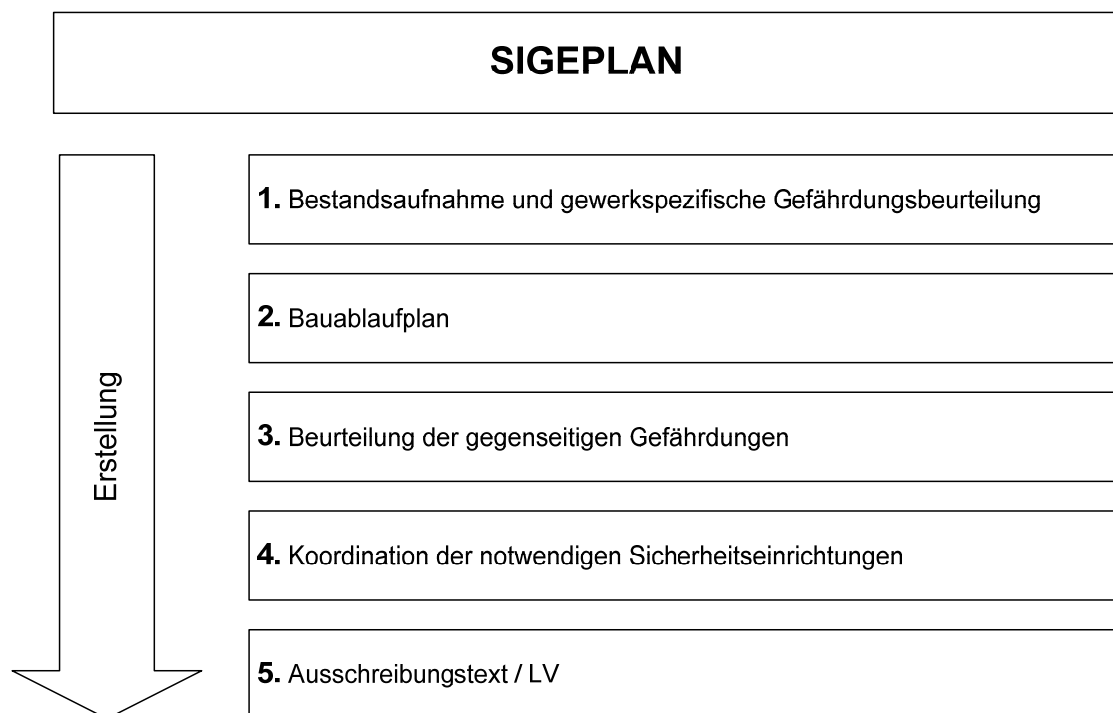 SIGEPLAN
1. Bestandsaufnahme und gewerkspezifische Gefährdungsbeurteilung
2. Bauablaufplan
3. Beurteilung der gegenseitigen Gefährdungen
4. Koordination der notwendigen Sicherheitseinrichtungen
5. Ausschreibungstext / LV
Erstellung